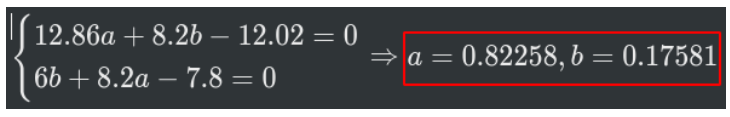 12.86a + 8.2b − 12.02 = 0
6b + 8.2a − 7.8 = 0
⇒ a = 0.82258, b = 0.17581